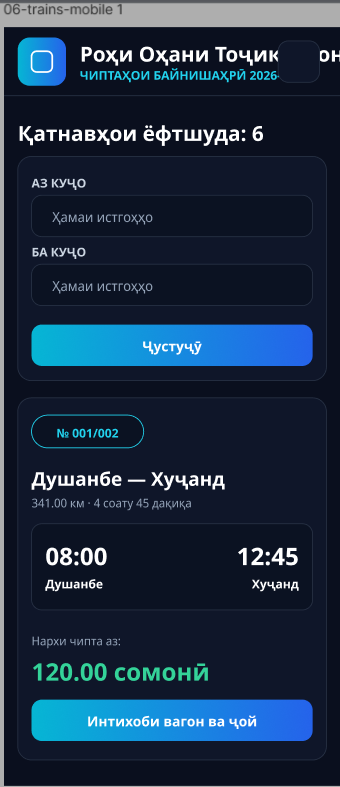 06-trains-mobile 1
Роҳи Оҳани Тоҷик
ЧИПТАҲОИ БАЙНИШАҲРӢ 2026-
Қатнавҳои ёфтшуда: 6
АЗ КУҶО
Ҳамаи истгоҳҳо
БА КУҶО
Ҳамаи истгоҳҳо
Ҷустуҷӯ
№ 001/002
Душанбе — Хуҷанд
341.00 км · 4 соату 45 дақиқа
08:00
12:45
Душанбе
Хуҷанд
Нархи чипта аз:
120.00 сомонӣ
Интихоби вагон ва ҷой